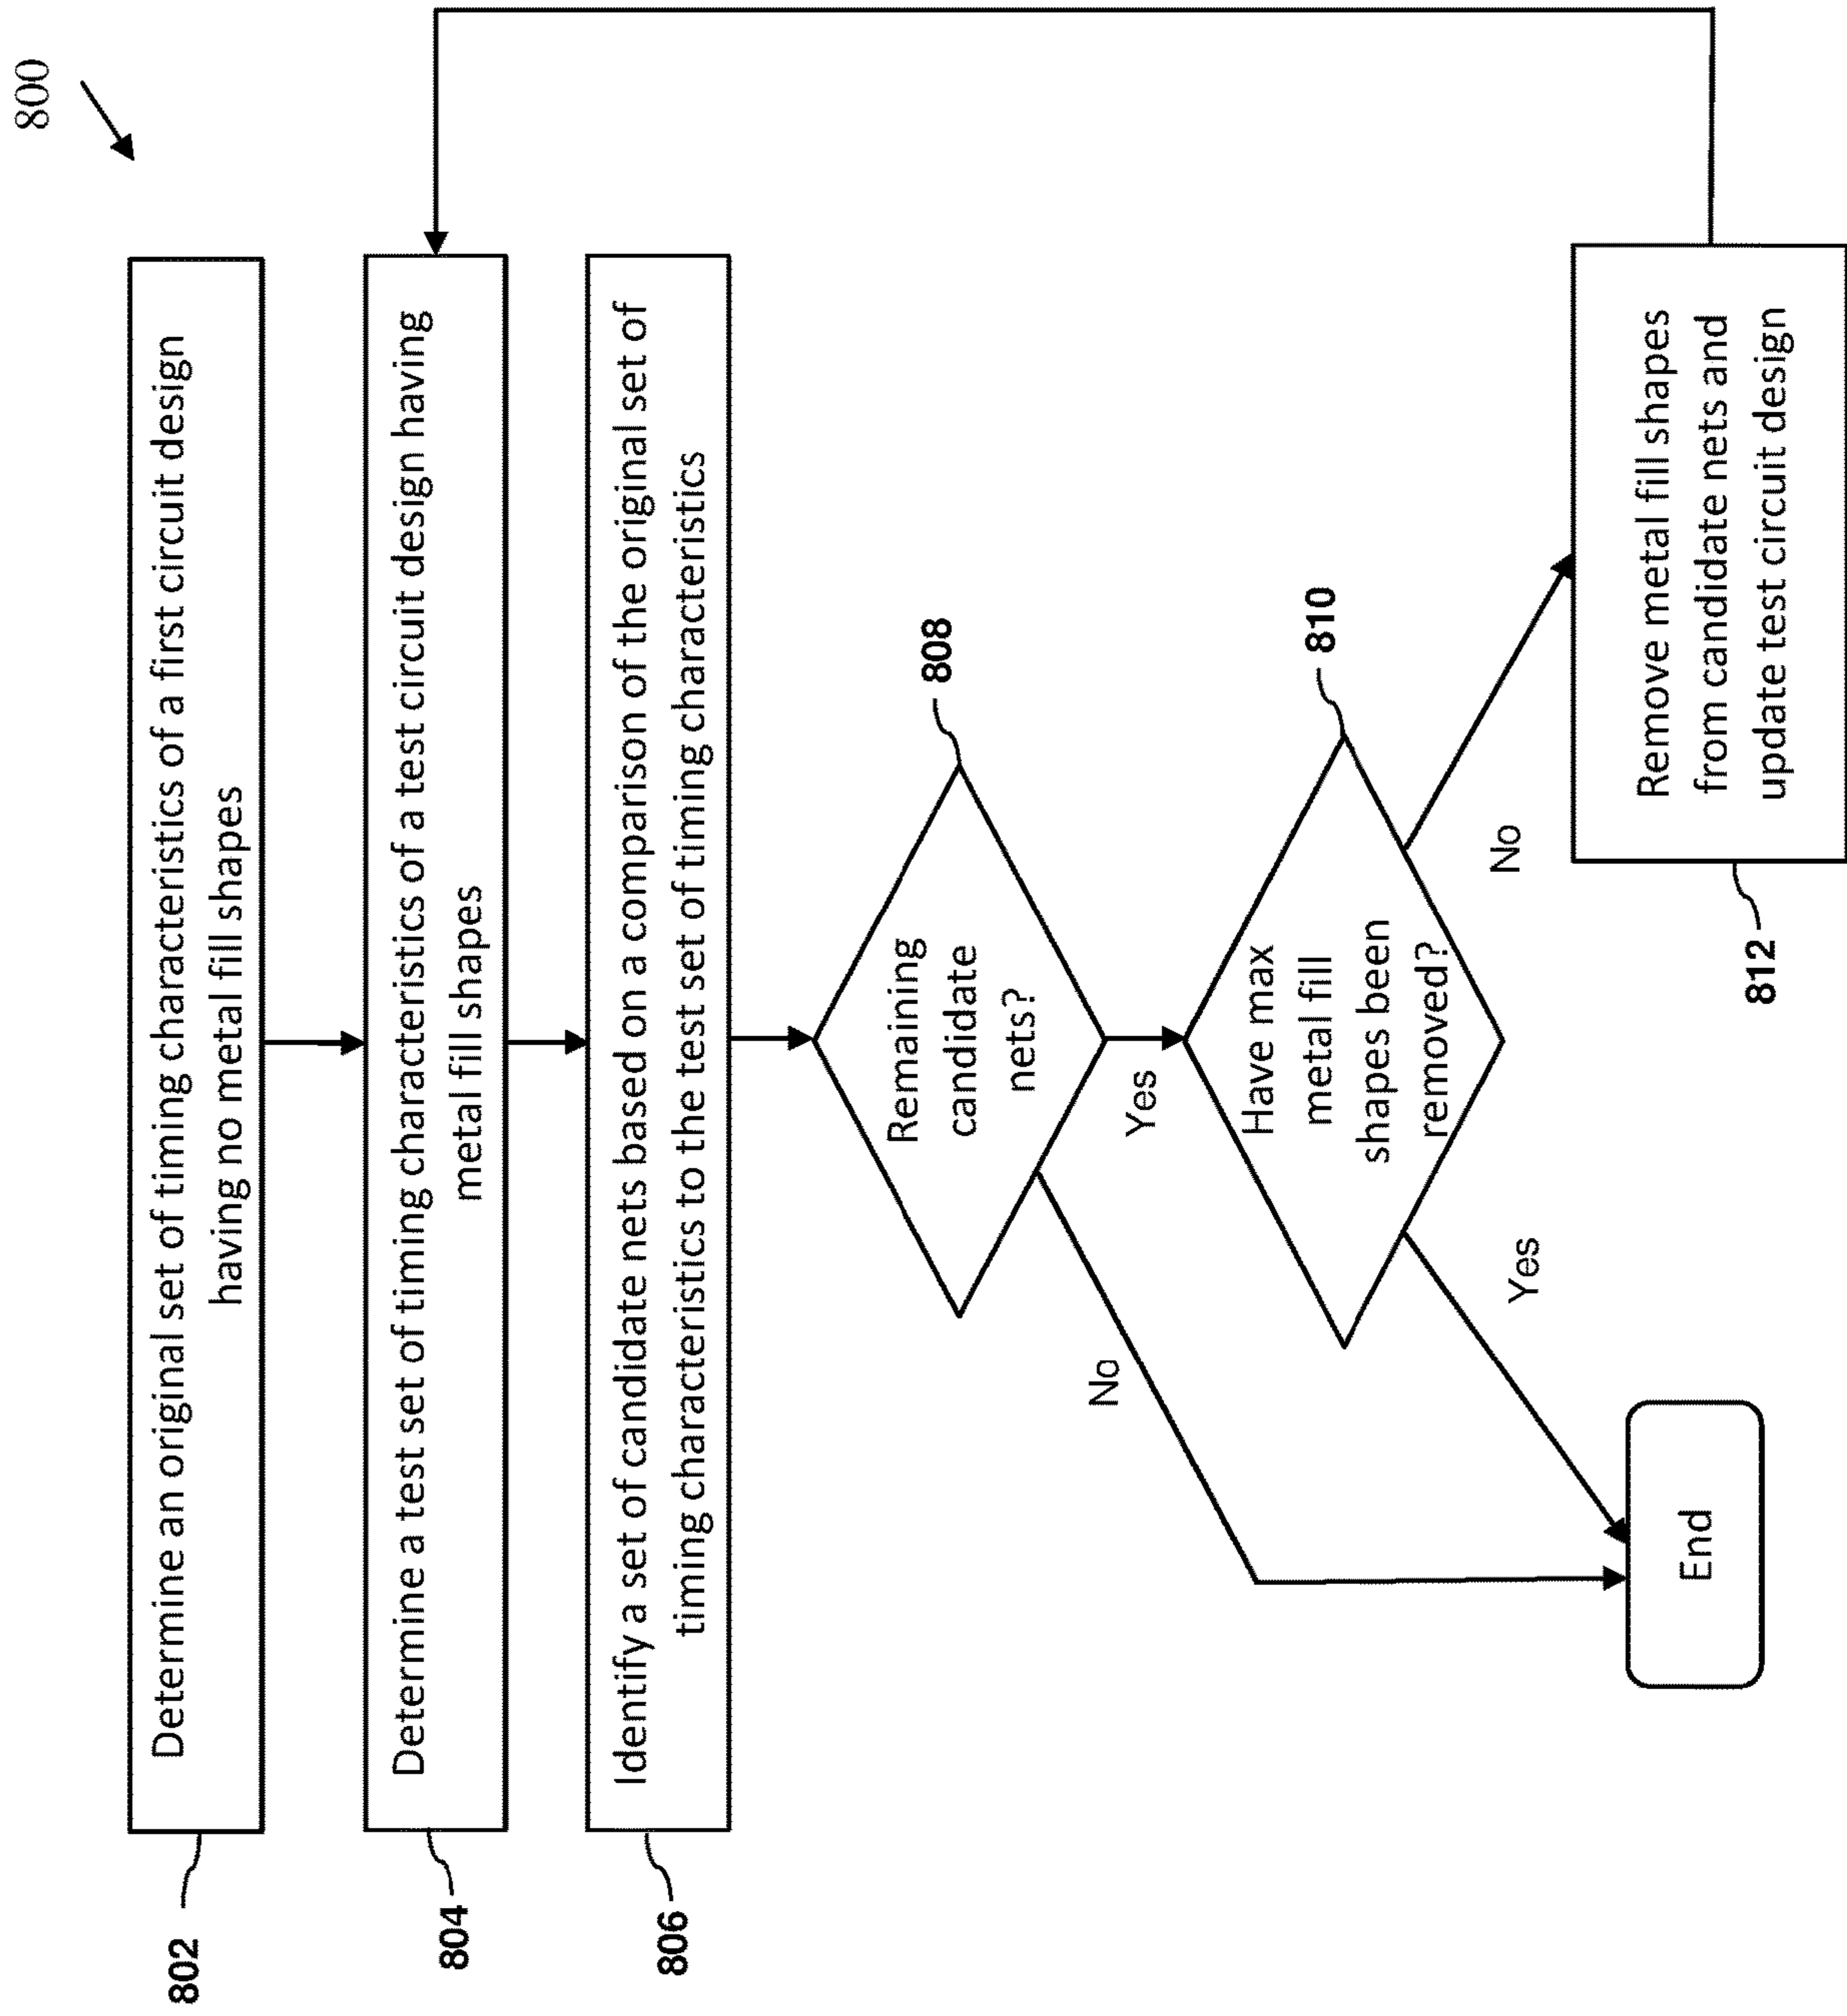 800
802
Determine an original set of timing characteristics of a first circuit design
having no metal fill shapes
804
Determine a test set of timing characteristics of a test circuit design having
metal fill shapes
806
Identify a set of candidate nets based on a comparison of the original set of
timing characteristics to the test set of timing characteristics
808
Remaining
candidate
nets?
No
Yes
810
Have max
metal fill
shapes been
removed?
Yes
No
812
Remove metal fill shapes
from candidate nets and
update test circuit design
End